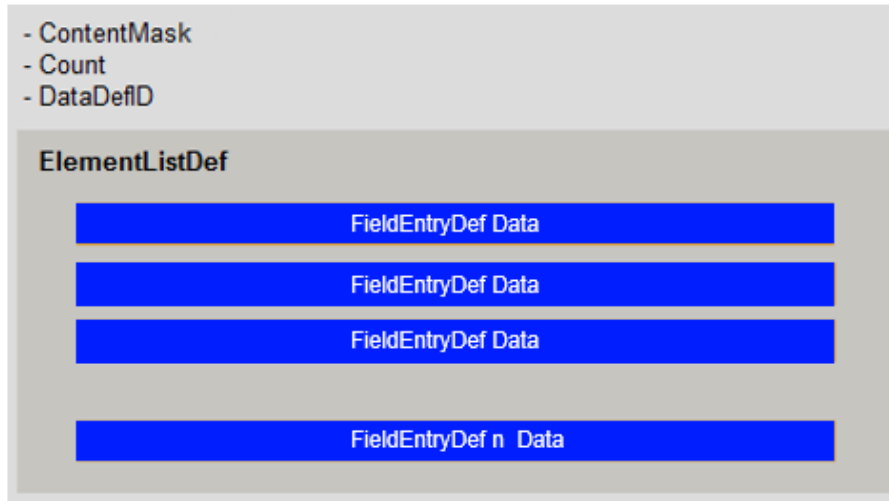 - ContentMask
- Count
- DataDefID
ElementListDef
FieldEntryDef Data
FieldEntryDef Data
FieldEntryDef Data
FieldEntryDef n  Data